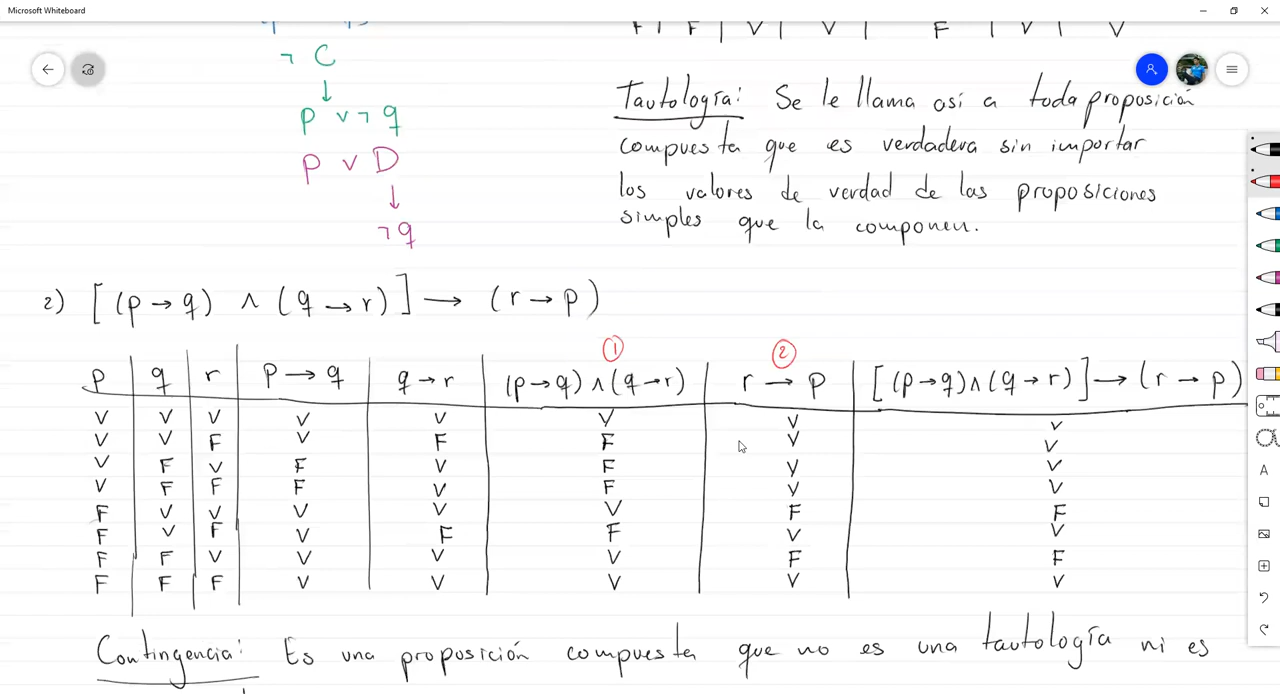 Microsoft Whiteboard
¬ C
↓
p ∨ ¬ q
p ∨ D
↓
¬ q
F | F | V | V | F | V | V
Tautología: Se le llama así a toda proposición
compuesta que es verdadera sin importar
los valores de verdad de las proposiciones
simples que la componen.
2) [(p → q) ∧ (q → r)] → (r → p)
① ②
p | q | r | p → q | q → r | (p→q) ∧ (q→r) | r → p | [(p→q)∧(q→r)] → (r → p)
V V V V V V V V
V V F V F F V V
V F V F V F V V
V F F F V F V V
F V V V V V F F
F V F V F F V V
F F V V V V F F
F F F V V V V V
Contingencia: Es una proposición compuesta que no es una tautología ni es